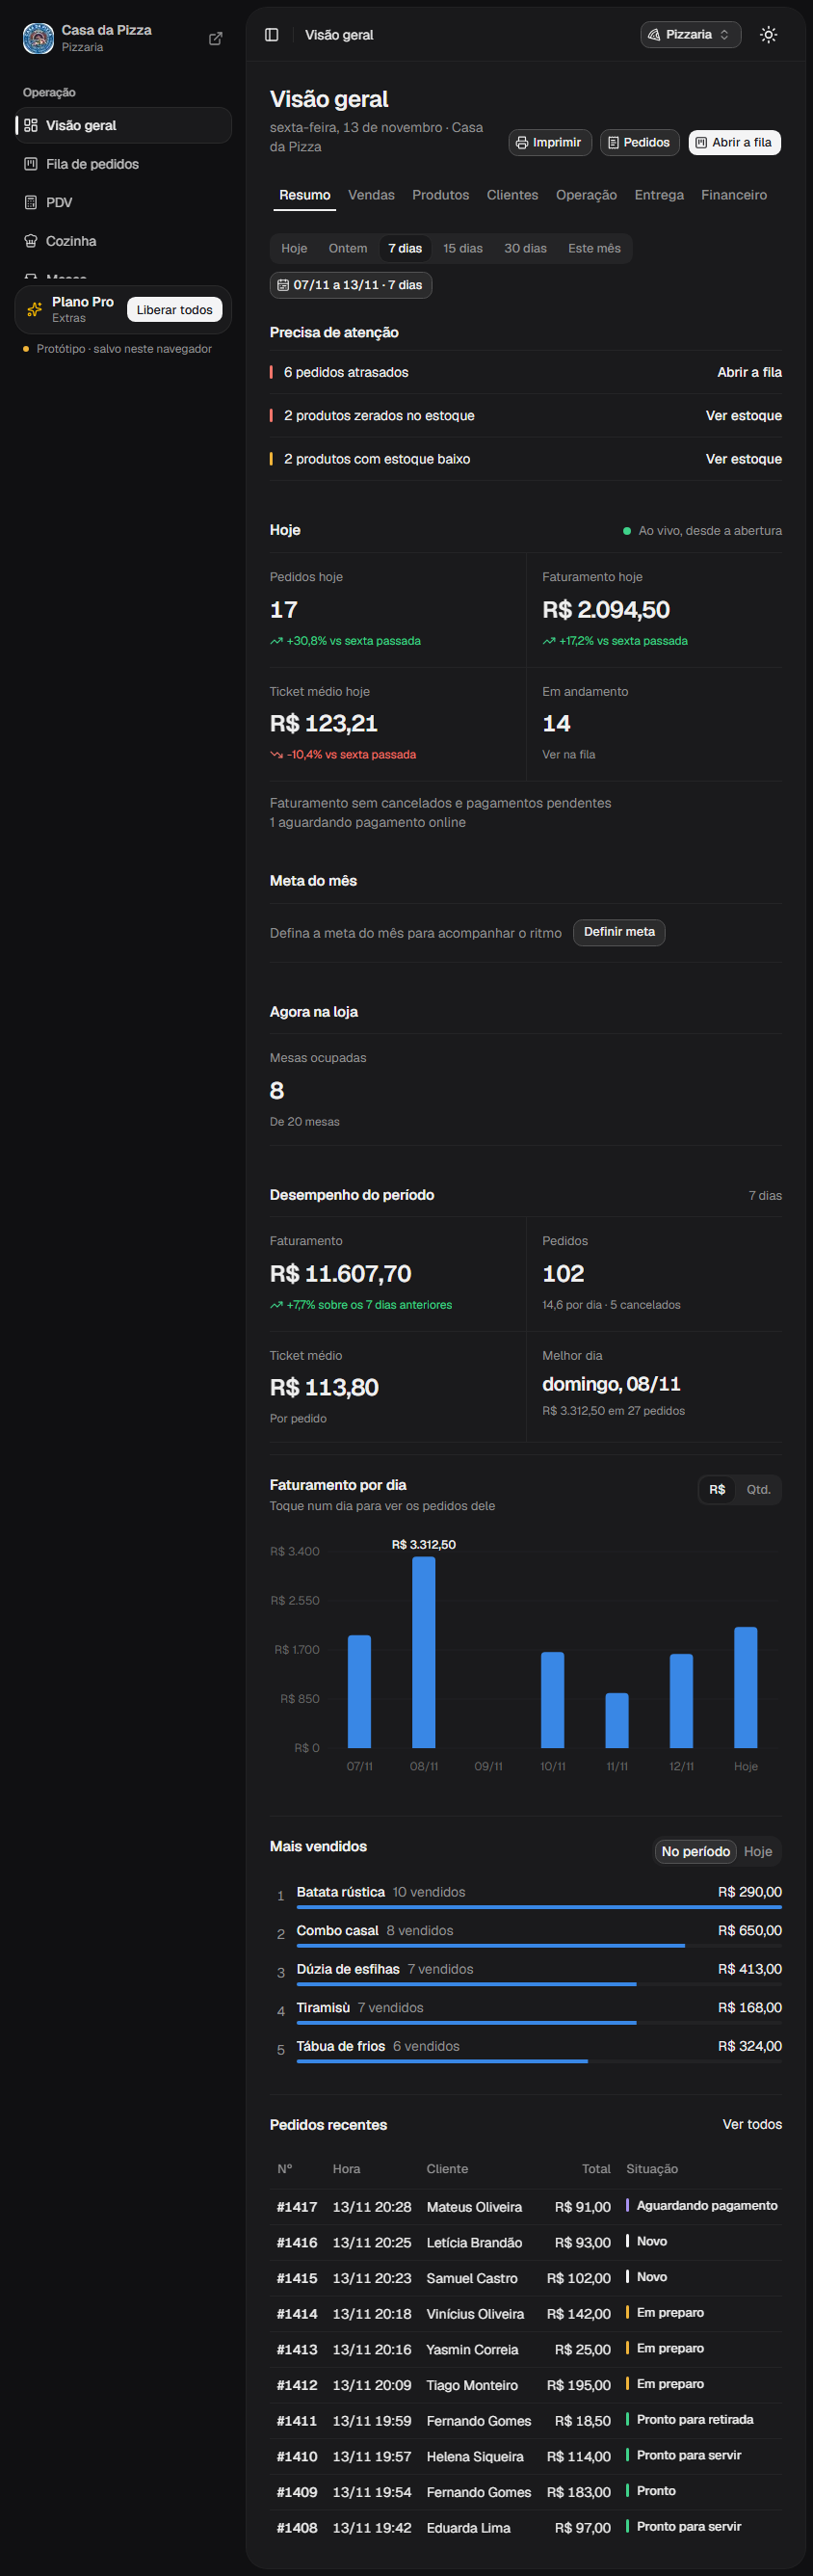 Casa da Pizza
Pizzaria
Operação
Visão geral
Fila de pedidos
PDV
Cozinha
Plano Pro
Extras
Liberar todos
Protótipo · salvo neste navegador
Visão geral
Pizzaria
Visão geral
sexta-feira, 13 de novembro · Casa
da Pizza
Imprimir
Pedidos
Abrir a fila
Resumo Vendas Produtos Clientes Operação Entrega Financeiro
Hoje Ontem 7 dias 15 dias 30 dias Este mês
07/11 a 13/11 · 7 dias
Precisa de atenção
6 pedidos atrasados Abrir a fila
2 produtos zerados no estoque Ver estoque
2 produtos com estoque baixo Ver estoque
Hoje Ao vivo, desde a abertura
Pedidos hoje
17
+30,8% vs sexta passada
Faturamento hoje
R$ 2.094,50
+17,2% vs sexta passada
Ticket médio hoje
R$ 123,21
-10,4% vs sexta passada
Em andamento
14
Ver na fila
Faturamento sem cancelados e pagamentos pendentes
1 aguardando pagamento online
Meta do mês
Defina a meta do mês para acompanhar o ritmo Definir meta
Agora na loja
Mesas ocupadas
8
De 20 mesas
Desempenho do período 7 dias
Faturamento
R$ 11.607,70
+7,7% sobre os 7 dias anteriores
Pedidos
102
14,6 por dia · 5 cancelados
Ticket médio
R$ 113,80
Por pedido
Melhor dia
domingo, 08/11
R$ 3.312,50 em 27 pedidos
Faturamento por dia
Toque num dia para ver os pedidos dele
R$ Qtd.
R$ 3.312,50
R$ 3.400
R$ 2.550
R$ 1.700
R$ 850
R$ 0
07/11 08/11 09/11 10/11 11/11 12/11 Hoje
Mais vendidos
No período Hoje
1 Batata rústica 10 vendidos R$ 290,00
2 Combo casal 8 vendidos R$ 650,00
3 Dúzia de esfihas 7 vendidos R$ 413,00
4 Tiramisù 7 vendidos R$ 168,00
5 Tábua de frios 6 vendidos R$ 324,00
Pedidos recentes Ver todos
N° Hora Cliente Total Situação
#1417 13/11 20:28 Mateus Oliveira R$ 91,00 Aguardando pagamento
#1416 13/11 20:25 Letícia Brandão R$ 93,00 Novo
#1415 13/11 20:23 Samuel Castro R$ 102,00 Novo
#1414 13/11 20:18 Vinícius Oliveira R$ 142,00 Em preparo
#1413 13/11 20:16 Yasmin Correia R$ 25,00 Em preparo
#1412 13/11 20:09 Tiago Monteiro R$ 195,00 Em preparo
#1411 13/11 19:59 Fernando Gomes R$ 18,50 Pronto para retirada
#1410 13/11 19:57 Helena Siqueira R$ 114,00 Pronto para servir
#1409 13/11 19:54 Fernando Gomes R$ 183,00 Pronto
#1408 13/11 19:42 Eduarda Lima R$ 97,00 Pronto para servir